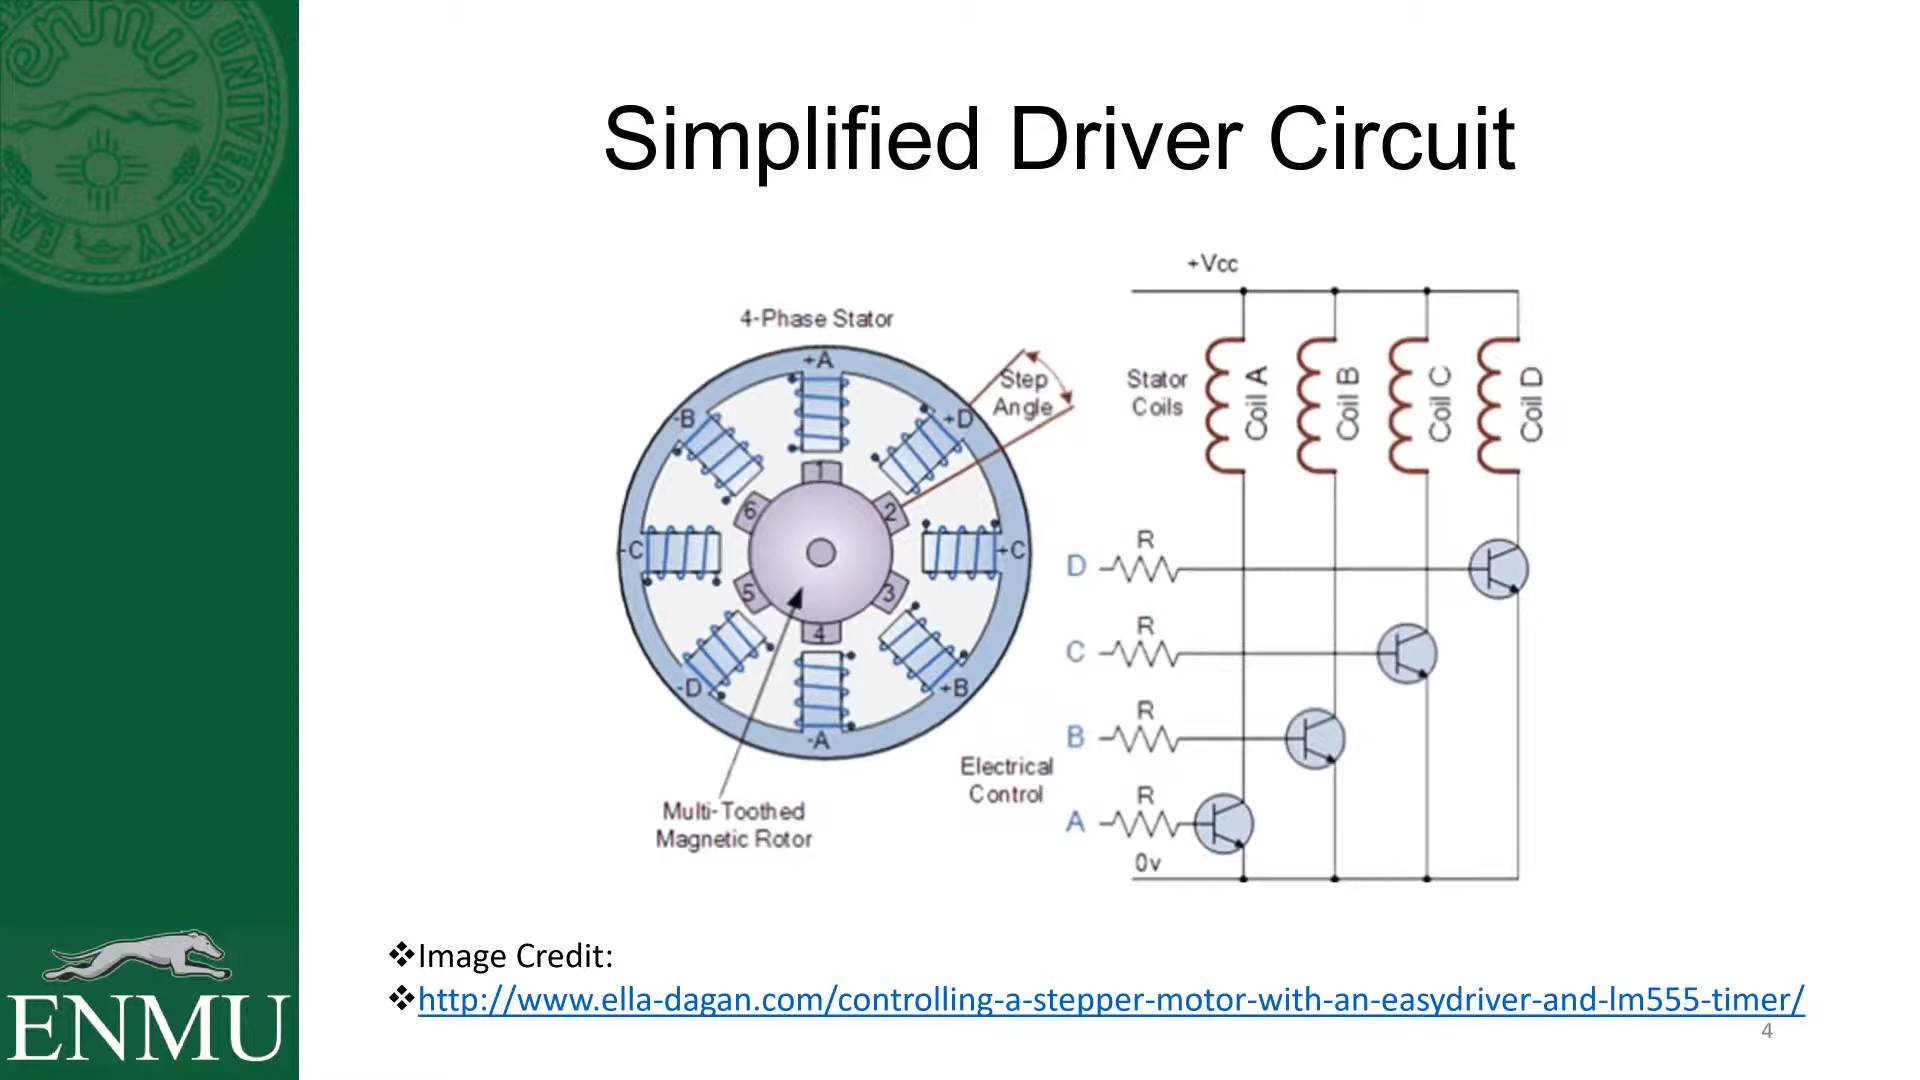 Simplified Driver Circuit
UNIVERSITY
4-Phase Stator
+A
-B
+D
Step
Angle
1
6
2
-C
+C
5
3
4
-D
+B
-A
Multi-Toothed
Magnetic Rotor
+Vcc
Stator
Coils
Coil A
Coil B
Coil C
Coil D
R
D
R
C
R
B
Electrical
Control
R
A
0v
❖Image Credit:
❖http://www.ella-dagan.com/controlling-a-stepper-motor-with-an-easydriver-and-lm555-timer/
4
ENMU